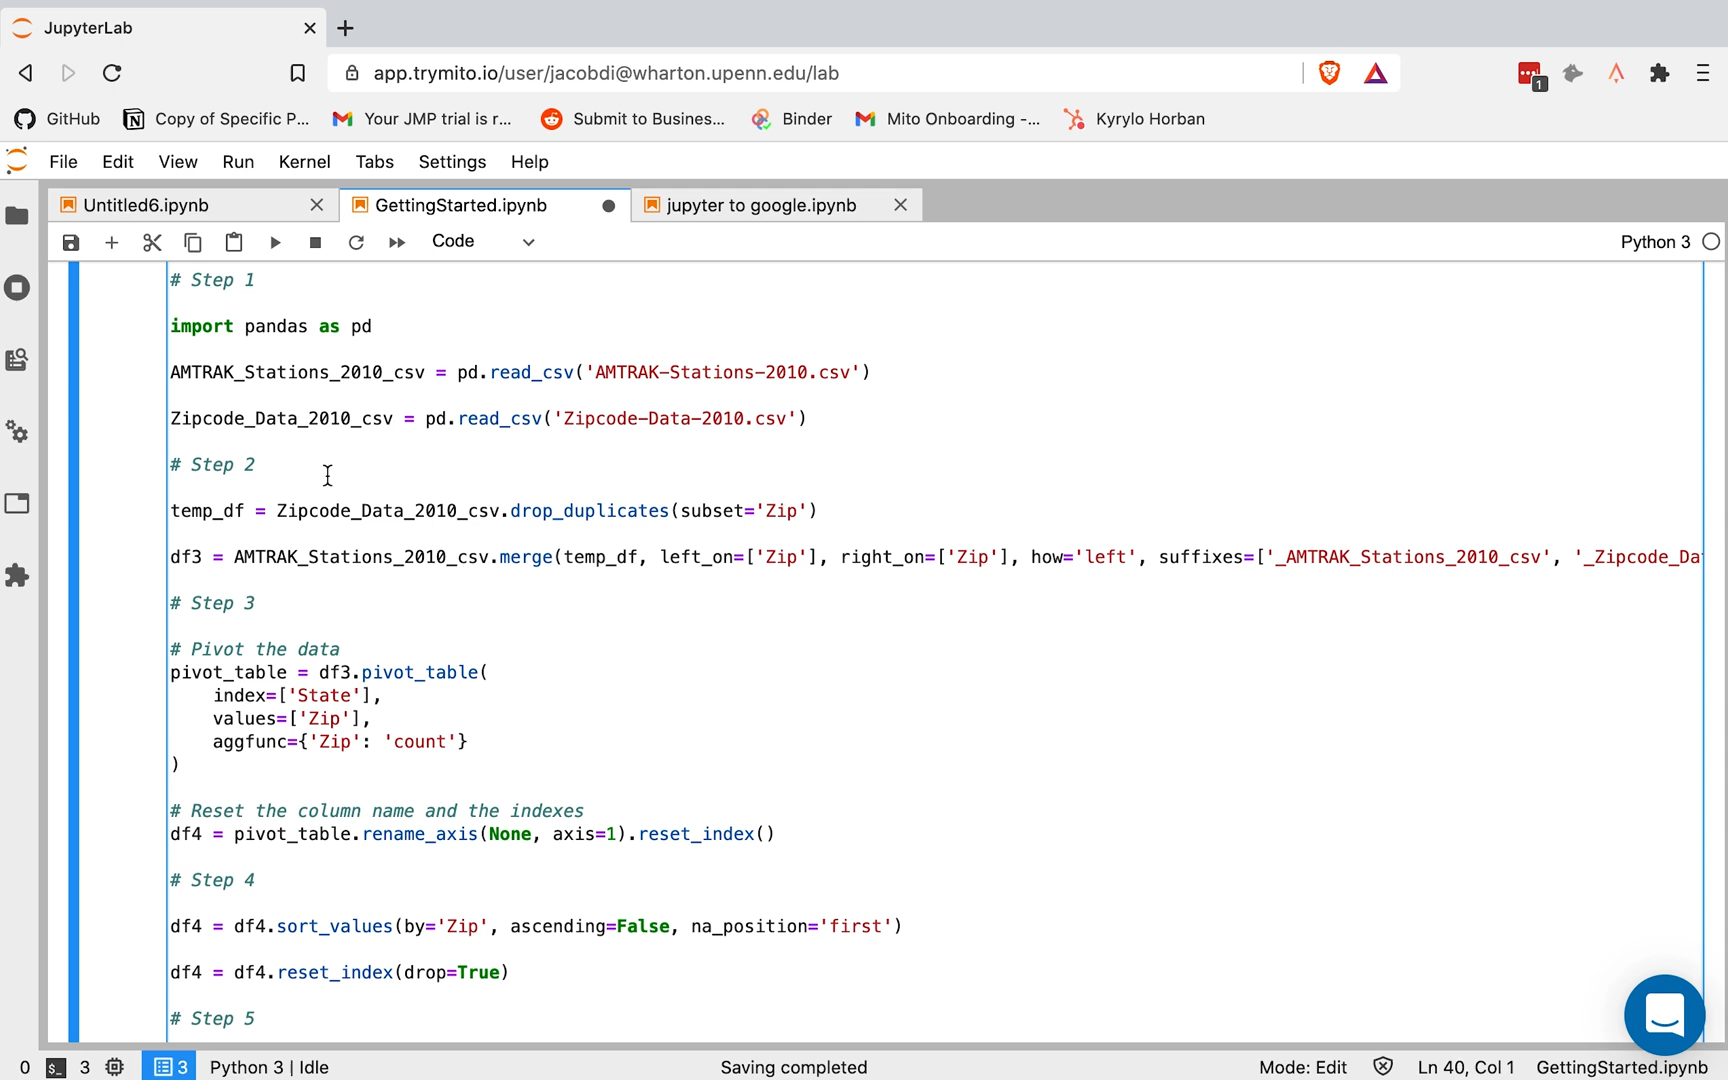 JupyterLab
app.trymito.io/user/jacobdi@wharton.upenn.edu/lab
1
GitHub Copy of Specific P... Your JMP trial is r... Submit to Busines... Binder Mito Onboarding -... Kyrylo Horban
File Edit View Run Kernel Tabs Settings Help
Untitled6.ipynb GettingStarted.ipynb jupyter to google.ipynb
Code Python 3
# Step 1
import pandas as pd
AMTRAK_Stations_2010_csv = pd.read_csv('AMTRAK-Stations-2010.csv')
Zipcode_Data_2010_csv = pd.read_csv('Zipcode-Data-2010.csv')
# Step 2
temp_df = Zipcode_Data_2010_csv.drop_duplicates(subset='Zip')
df3 = AMTRAK_Stations_2010_csv.merge(temp_df, left_on=['Zip'], right_on=['Zip'], how='left', suffixes=['_AMTRAK_Stations_2010_csv', '_Zipcode_Da
# Step 3
# Pivot the data
pivot_table = df3.pivot_table(
index=['State'],
values=['Zip'],
aggfunc={'Zip': 'count'}
)
# Reset the column name and the indexes
df4 = pivot_table.rename_axis(None, axis=1).reset_index()
# Step 4
df4 = df4.sort_values(by='Zip', ascending=False, na_position='first')
df4 = df4.reset_index(drop=True)
# Step 5
0 $_ 3 3 Python 3 | Idle Saving completed Mode: Edit Ln 40, Col 1 GettingStarted.ipynb